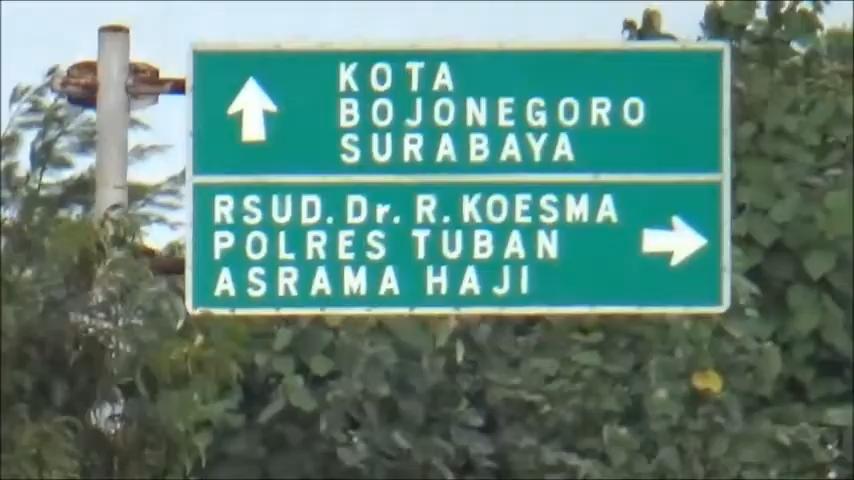 KOTA
BOJONEGORO
SURABAYA
RSUD. Dr. R. KOESMA
POLRES TUBAN
ASRAMA HAJI